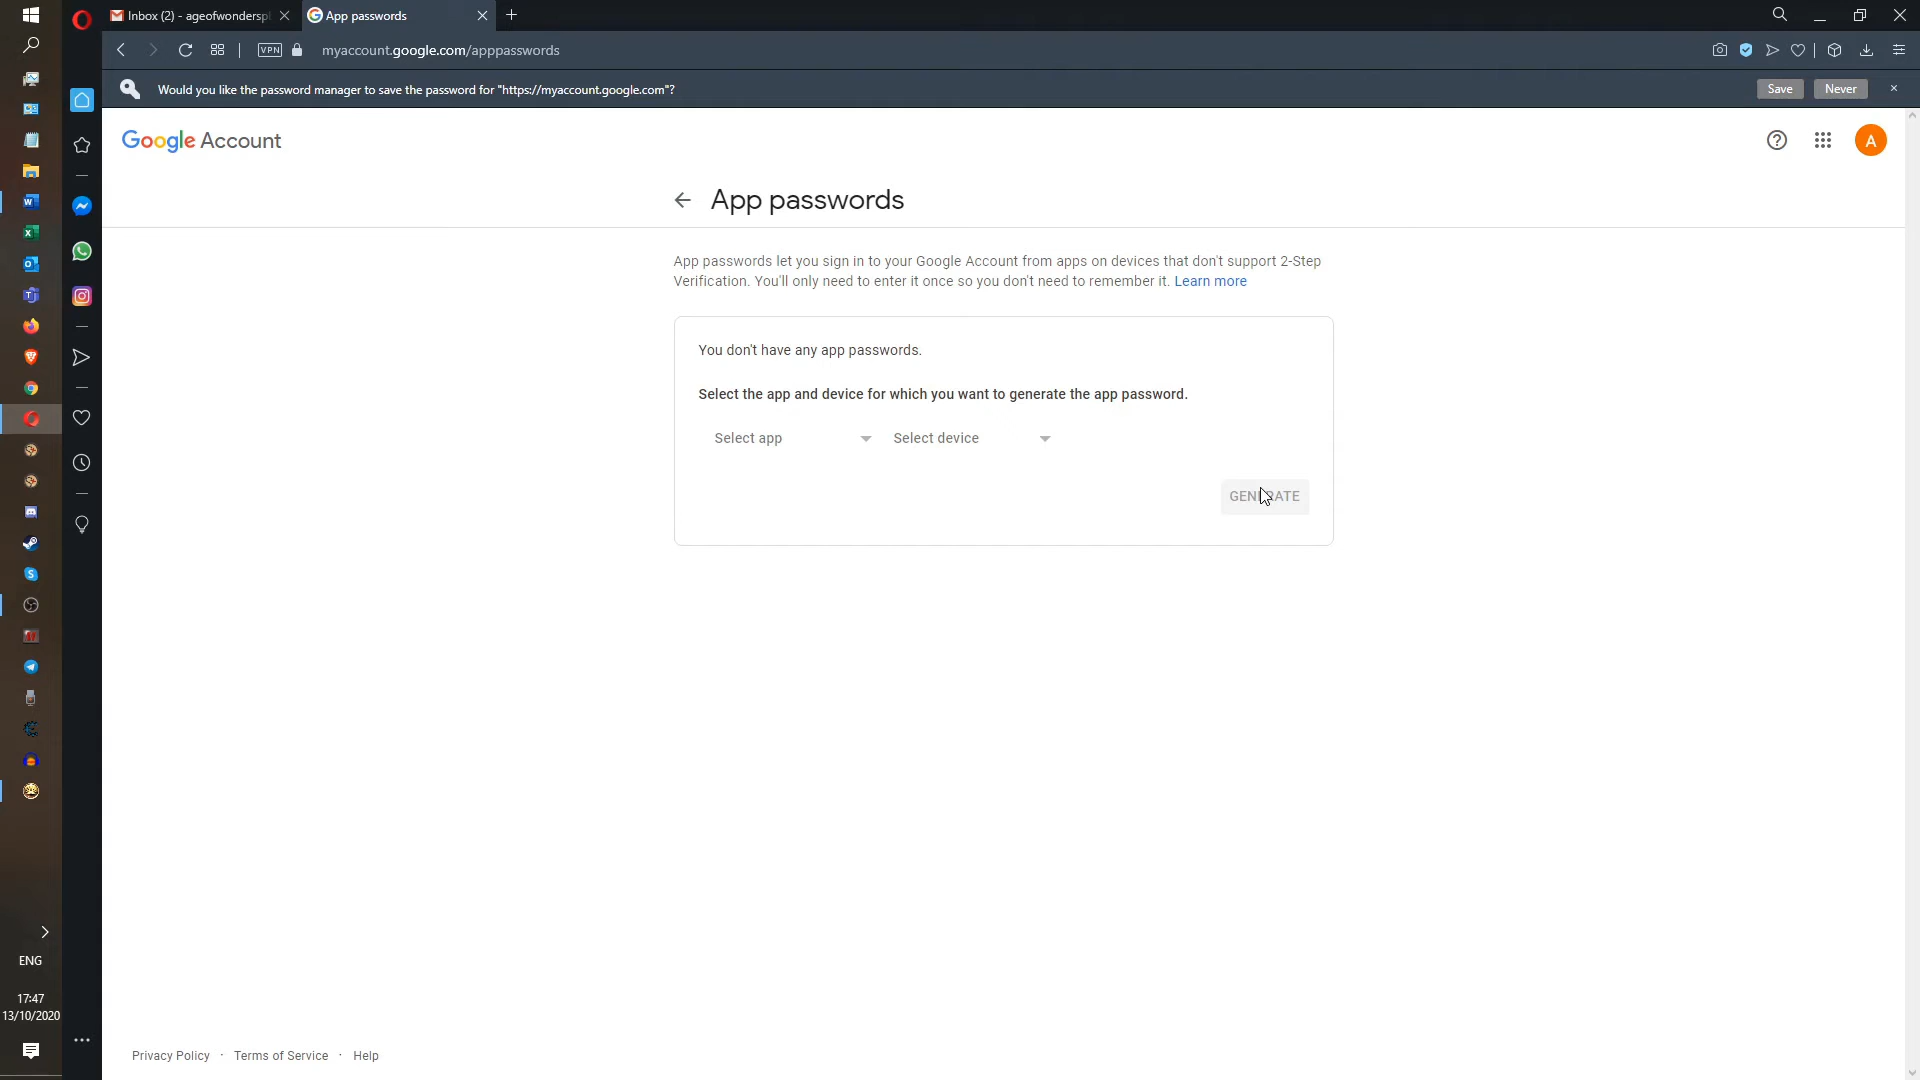 Inbox (2) - ageofwondersp
App passwords
VPN
myaccount.google.com/apppasswords
Would you like the password manager to save the password for "https://myaccount.google.com"?
Save
Never
Google Account
A
App passwords
App passwords let you sign in to your Google Account from apps on devices that don't support 2-Step
Verification. You'll only need to enter it once so you don't need to remember it. Learn more
You don't have any app passwords.
Select the app and device for which you want to generate the app password.
Select app
Select device
GENERATE
ENG
17:47
13/10/2020
Privacy Policy · Terms of Service · Help